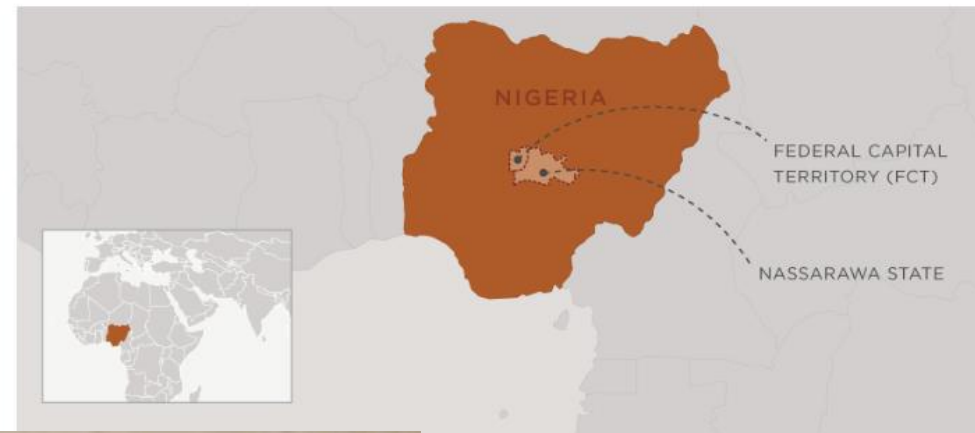 NIGERIA
FEDERAL CAPITAL
TERRITORY (FCT)
NASSARAWA STATE